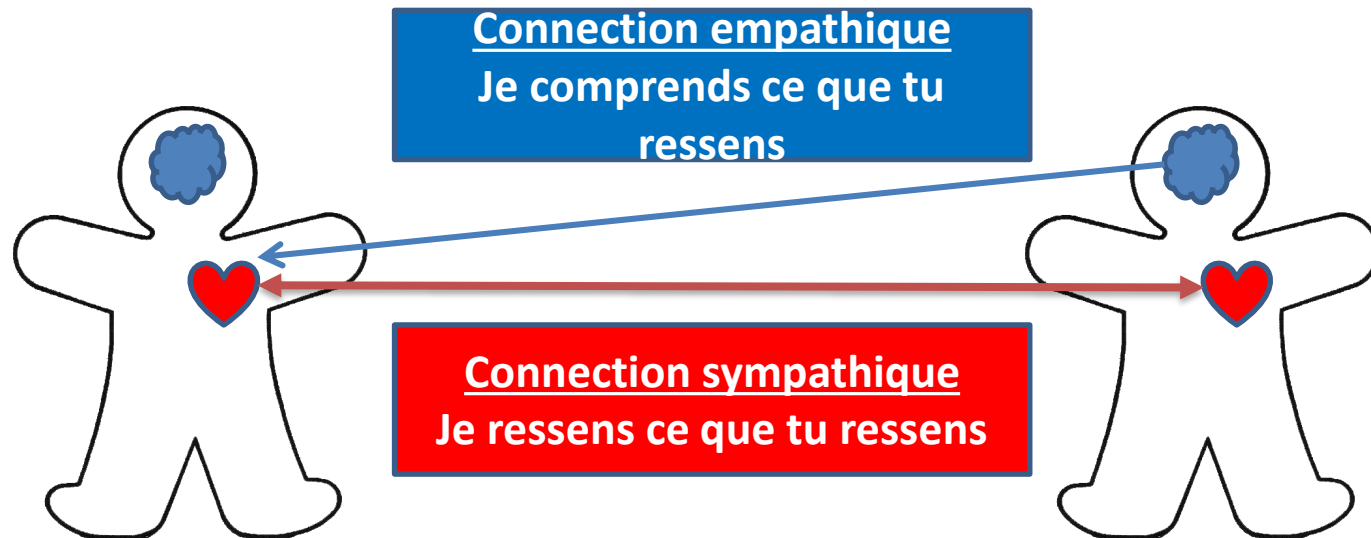 Connection empathique
Je comprends ce que tu
ressens
Connection sympathique
Je ressens ce que tu ressens